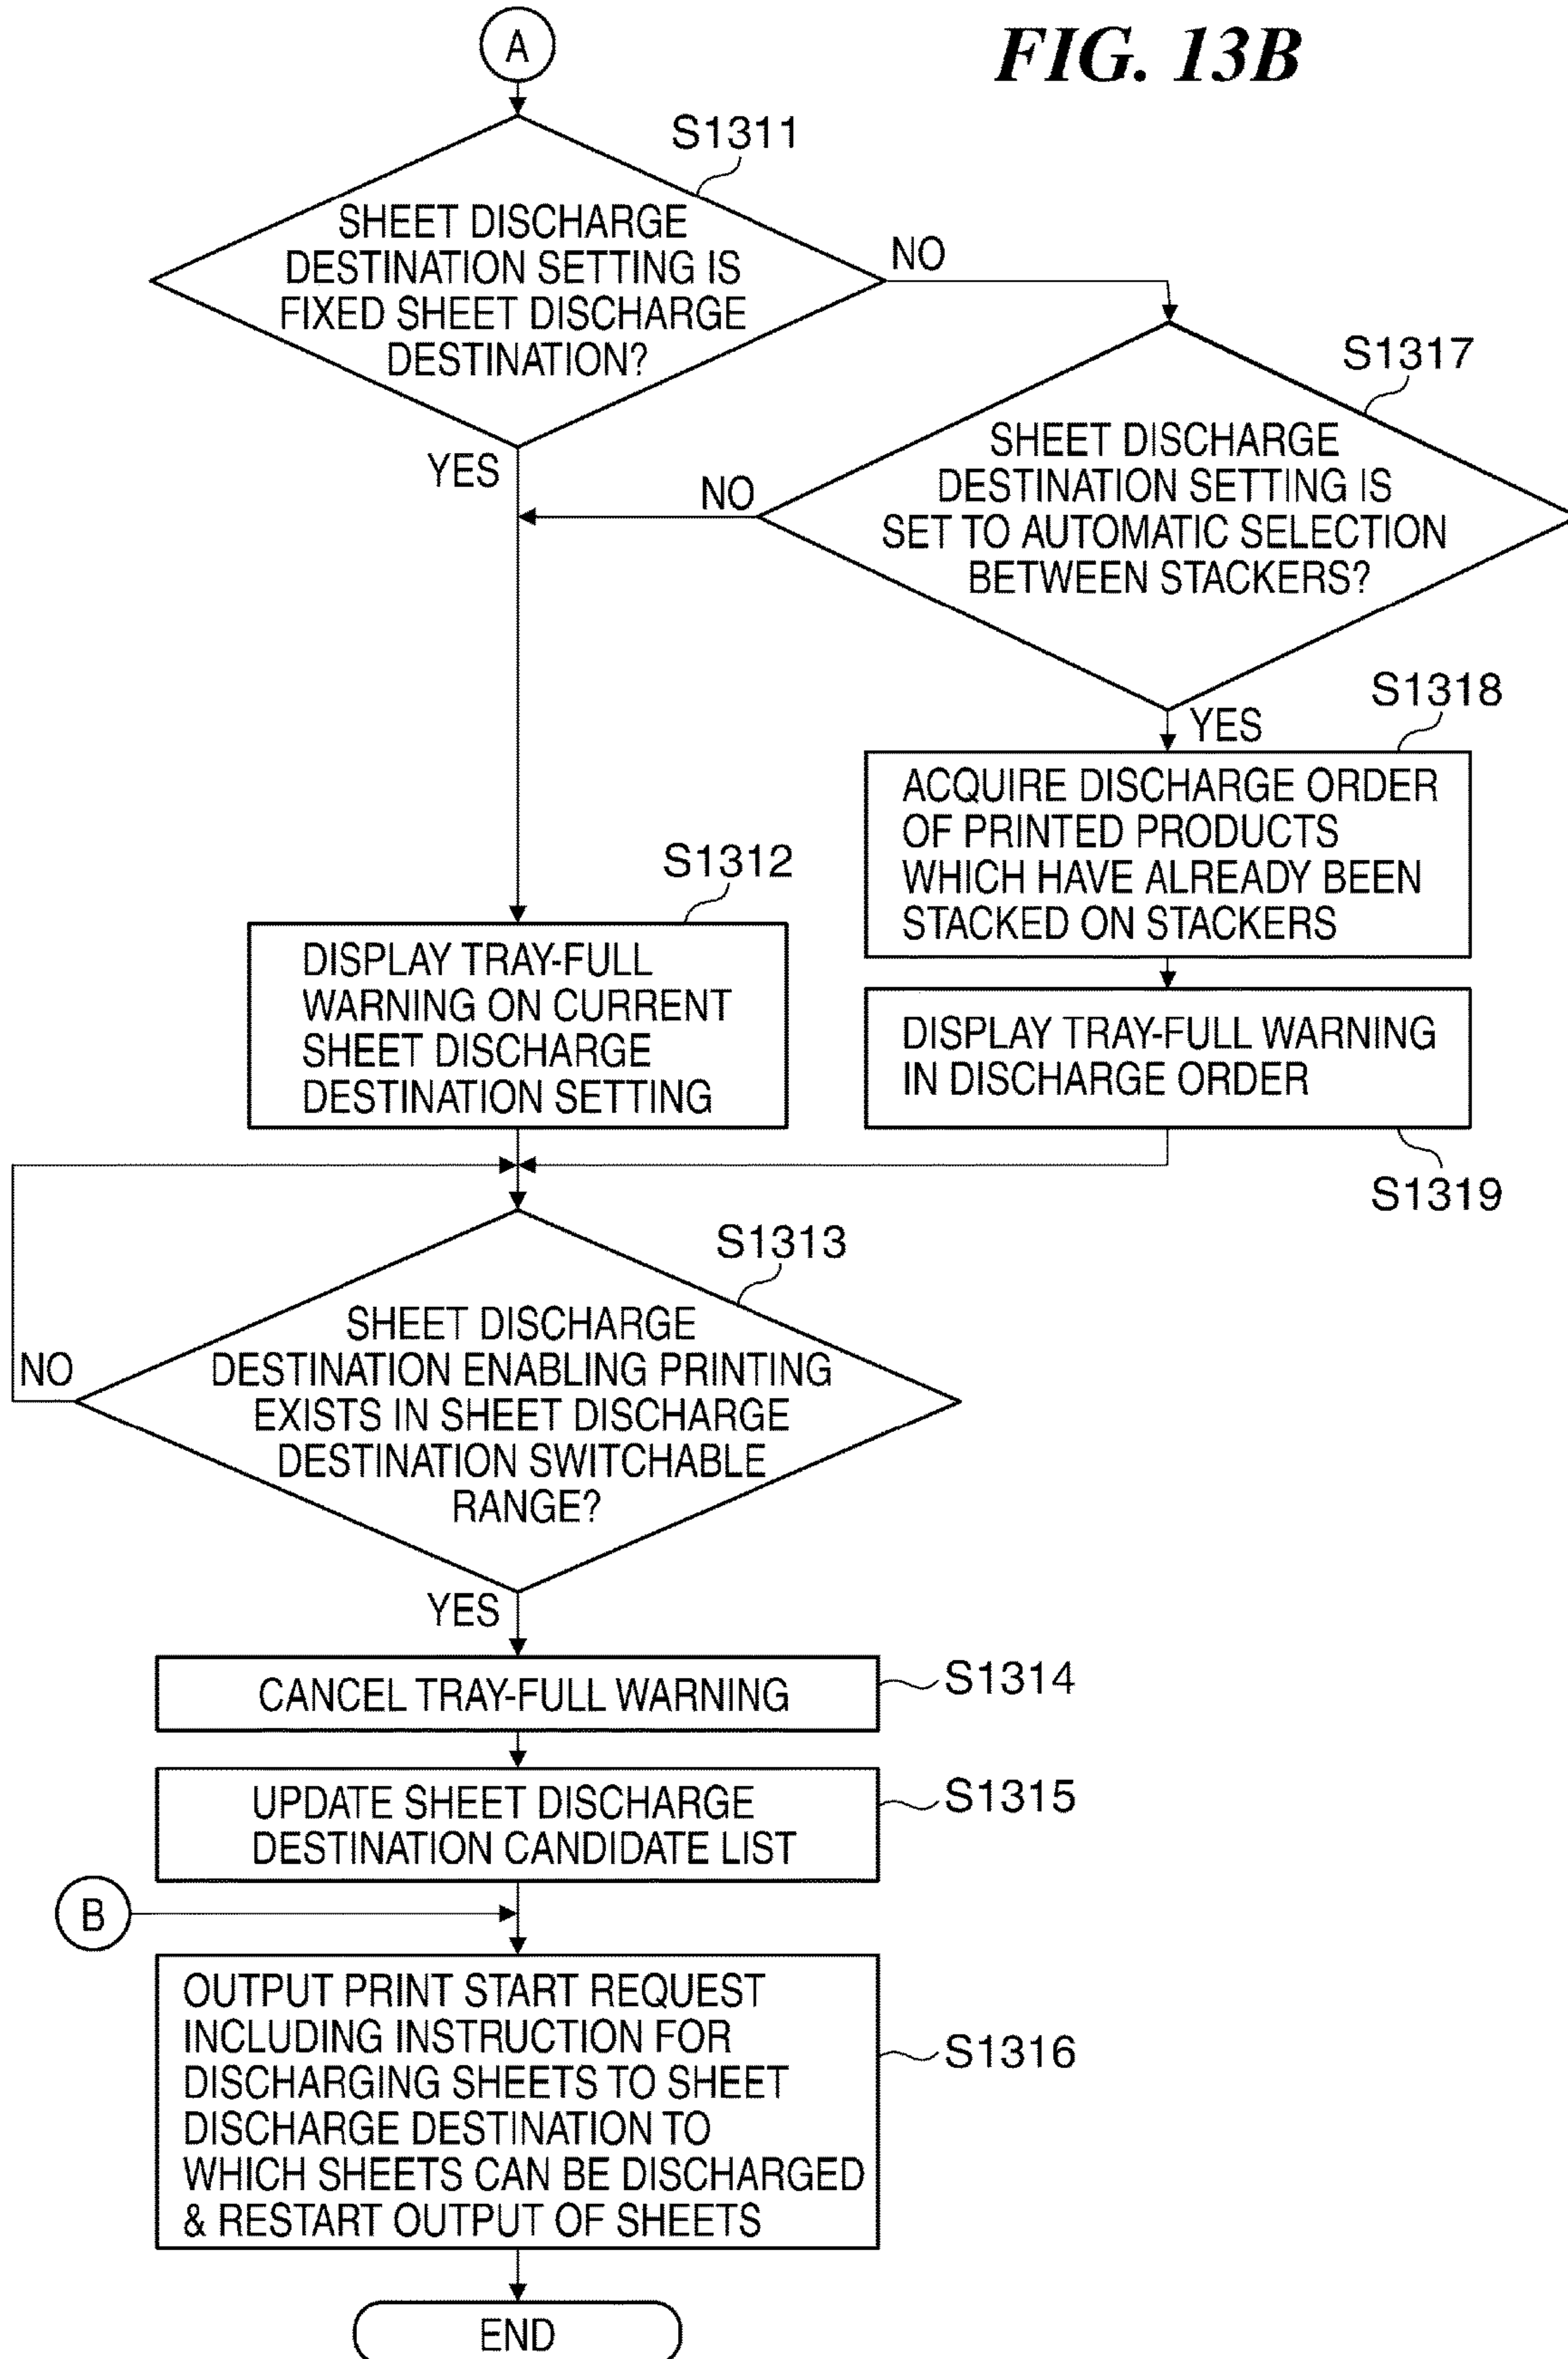 FIG. 13B
A
S1311
SHEET DISCHARGE
DESTINATION SETTING IS
FIXED SHEET DISCHARGE
DESTINATION?
NO
YES
S1317
SHEET DISCHARGE
DESTINATION SETTING IS
SET TO AUTOMATIC SELECTION
BETWEEN STACKERS?
NO
YES
S1318
ACQUIRE DISCHARGE ORDER
OF PRINTED PRODUCTS
WHICH HAVE ALREADY BEEN
STACKED ON STACKERS
S1312
DISPLAY TRAY-FULL
WARNING ON CURRENT
SHEET DISCHARGE
DESTINATION SETTING
DISPLAY TRAY-FULL WARNING
IN DISCHARGE ORDER
S1319
S1313
SHEET DISCHARGE
DESTINATION ENABLING PRINTING
EXISTS IN SHEET DISCHARGE
DESTINATION SWITCHABLE
RANGE?
NO
YES
CANCEL TRAY-FULL WARNING
S1314
UPDATE SHEET DISCHARGE
DESTINATION CANDIDATE LIST
S1315
B
OUTPUT PRINT START REQUEST
INCLUDING INSTRUCTION FOR
DISCHARGING SHEETS TO SHEET
DISCHARGE DESTINATION TO
WHICH SHEETS CAN BE DISCHARGED
& RESTART OUTPUT OF SHEETS
S1316
END